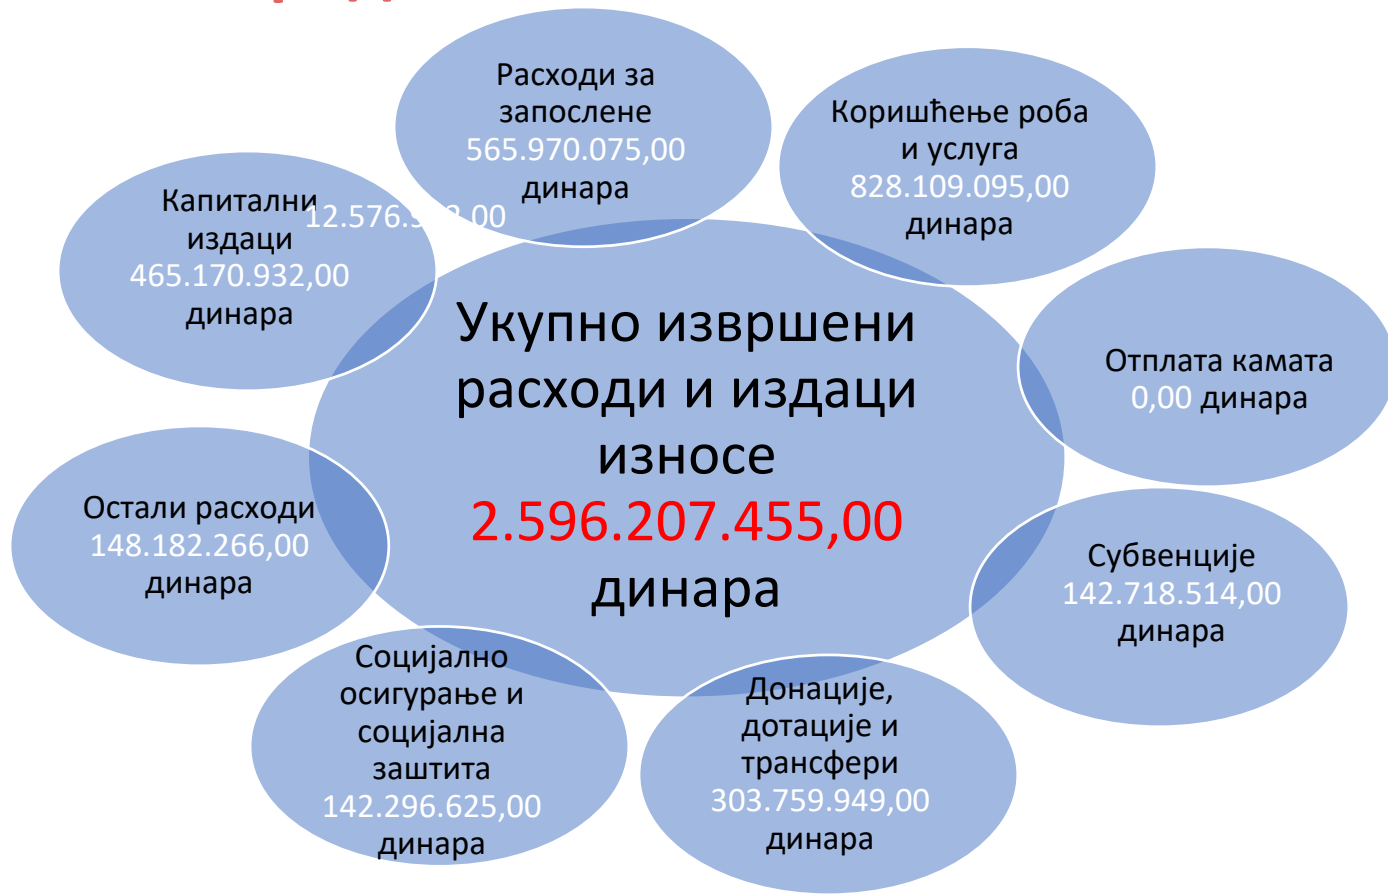 Расходи за
запослене
565.970.075,00
динара
Коришћење роба
и услуга
828.109.095,00
динара
Капитални
издаци
465.170.932,00
динара
Укупно извршени
расходи и издаци
износе
2.596.207.455,00
динара
Отплата камата
0,00 динара
Остали расходи
148.182.266,00
динара
Субвенције
142.718.514,00
динара
Социјално
осигурање и
социјална
заштита
142.296.625,00
динара
Донације,
дотације и
трансфери
303.759.949,00
динара